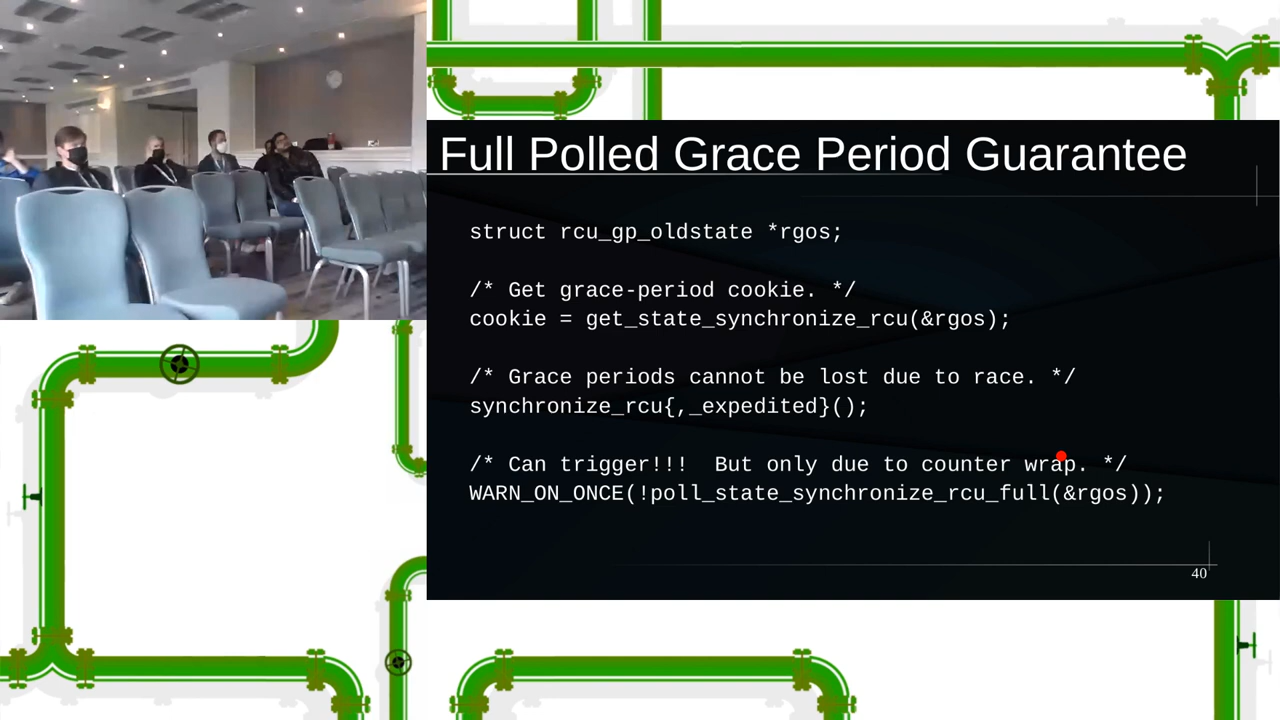 Full Polled Grace Period Guarantee
struct rcu_gp_oldstate *rgos;
/* Get grace-period cookie. */
cookie = get_state_synchronize_rcu(&rgos);
/* Grace periods cannot be lost due to race. */
synchronize_rcu{,_expedited}();
/* Can trigger!!!  But only due to counter wrap. */
WARN_ON_ONCE(!poll_state_synchronize_rcu_full(&rgos));
40